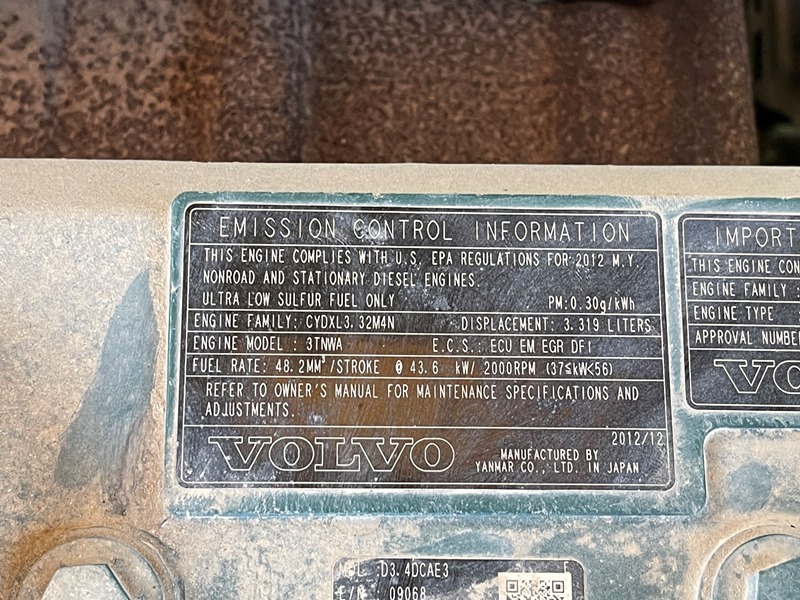 EMISSION CONTROL INFORMATION
THIS ENGINE COMPLIES WITH U.S. EPA REGULATIONS FOR 2012 M.Y
NONROAD AND STATIONARY DIESEL ENGINES.
ULTRA LOW SULFUR FUEL ONLY PM:0.30g/kWh
ENGINE FAMILY: CYDXL3.32M4N DISPLACEMENT: 3.319 LITERS
ENGINE MODEL : 3TNWA E.C.S.: ECU EM EGR DFI
FUEL RATE: 48.2MM³/STROKE @ 43.6 kW/ 2000RPM (37≤kW<56)
REFER TO OWNER'S MANUAL FOR MAINTENANCE SPECIFICATIONS AND
ADJUSTMENTS.
2012/12
VOLVO
MANUFACTURED BY
YANMAR CO., LTD. IN JAPAN
IMPORT
THIS ENGINE CON
ENGINE FAMILY :
ENGINE TYPE
APPROVAL NUMBE
VO
MDL :D3.4DCAE3 F
E/N : 09068